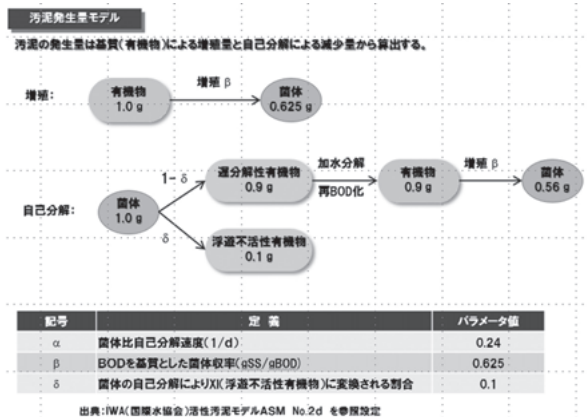 汚泥発生量モデル
汚泥の発生量は基質(有機物)による増殖量と自己分解による減少量から算出する。
増殖:
有機物
1.0 g
増殖 β
菌体
0.625 g
自己分解:
菌体
1.0 g
1- δ
δ
遅分解性有機物
0.9 g
加水分解
再BOD化
有機物
0.9 g
増殖 β
菌体
0.56 g
浮遊不活性有機物
0.1 g
記号 定 義 パラメータ値
α 菌体比自己分解速度(1/d) 0.24
β BODを基質とした菌体収率(gSS/gBOD) 0.625
δ 菌体の自己分解によりXI(浮遊不活性有機物)に変換される割合 0.1
出典:IWA(国際水協会)活性汚泥モデルASM No.2d を参照設定